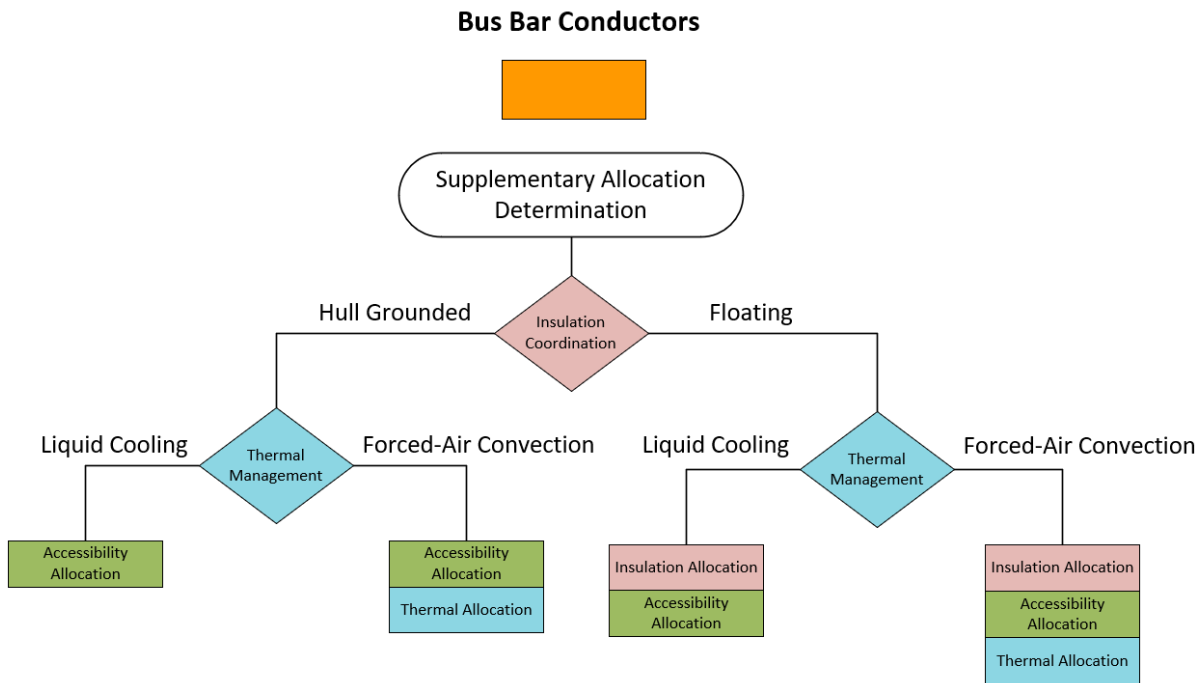 Bus Bar Conductors
Supplementary Allocation
Determination
Hull Grounded
Insulation
Coordination
Floating
Liquid Cooling
Thermal
Management
Forced-Air Convection
Liquid Cooling
Thermal
Management
Forced-Air Convection
Accessibility
Allocation
Accessibility
Allocation
Thermal Allocation
Insulation Allocation
Accessibility
Allocation
Insulation Allocation
Accessibility
Allocation
Thermal Allocation